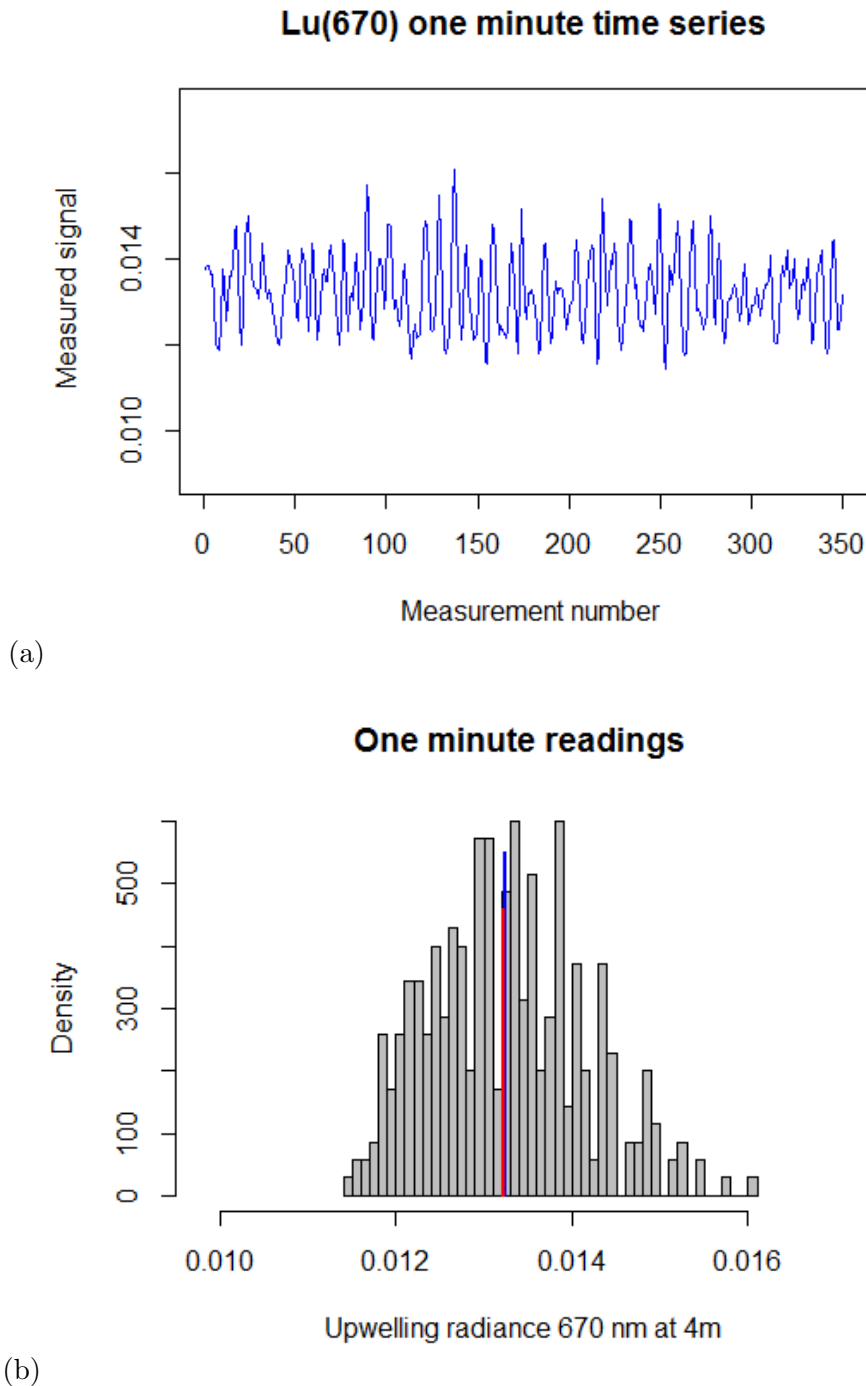 Lu(670) one minute time series
Measured signal
0.014
0.010
0 50 100 150 200 250 300 350
Measurement number
(a)
One minute readings
Density
500
300
100
0
0.010 0.012 0.014 0.016
Upwelling radiance 670 nm at 4m
(b)